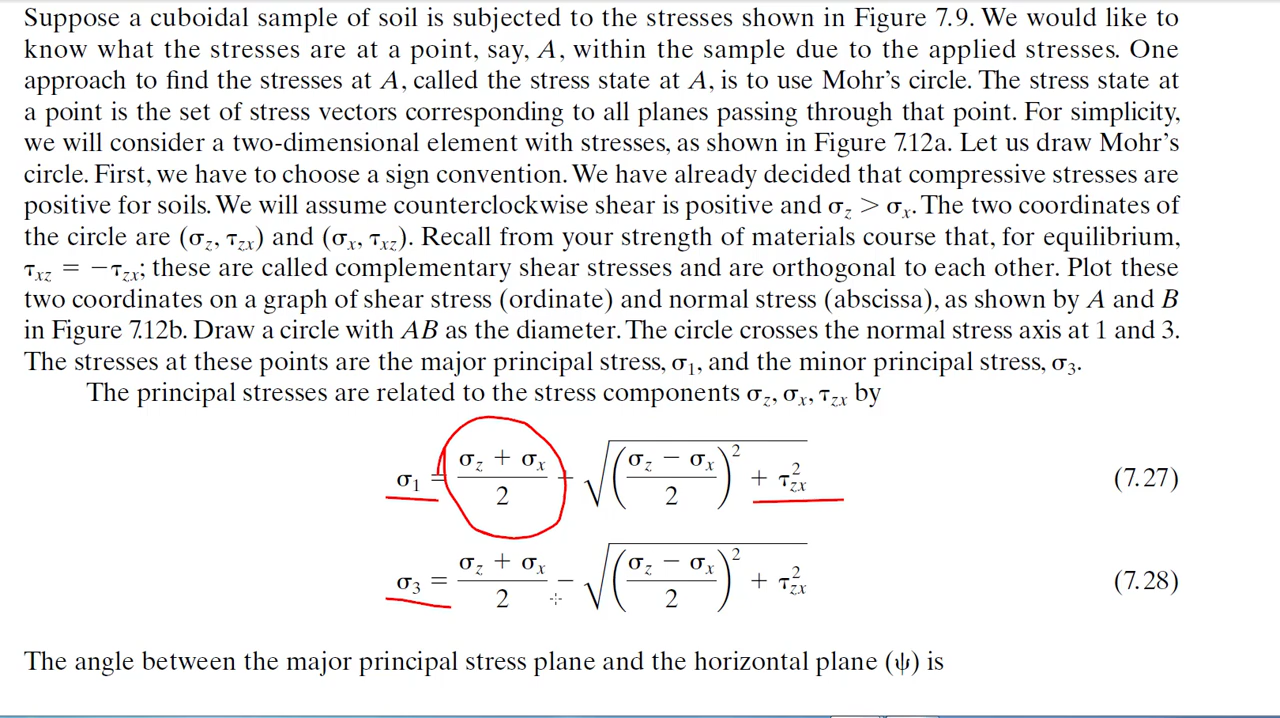 Suppose a cuboidal sample of soil is subjected to the stresses shown in Figure 7.9. We would like to
know what the stresses are at a point, say, A, within the sample due to the applied stresses. One
approach to find the stresses at A, called the stress state at A, is to use Mohr's circle. The stress state at
a point is the set of stress vectors corresponding to all planes passing through that point. For simplicity,
we will consider a two-dimensional element with stresses, as shown in Figure 7.12a. Let us draw Mohr's
circle. First, we have to choose a sign convention. We have already decided that compressive stresses are
positive for soils. We will assume counterclockwise shear is positive and σz > σx. The two coordinates of
the circle are (σz, τzx) and (σx, τxz). Recall from your strength of materials course that, for equilibrium,
τxz = −τzx; these are called complementary shear stresses and are orthogonal to each other. Plot these
two coordinates on a graph of shear stress (ordinate) and normal stress (abscissa), as shown by A and B
in Figure 7.12b. Draw a circle with AB as the diameter. The circle crosses the normal stress axis at 1 and 3.
The stresses at these points are the major principal stress, σ1, and the minor principal stress, σ3.
The principal stresses are related to the stress components σz, σx, τzx by
σ1 = (σz + σx)/2 + √(((σz − σx)/2)² + τ²zx) (7.27)
σ3 = (σz + σx)/2 − √(((σz − σx)/2)² + τ²zx) (7.28)
The angle between the major principal stress plane and the horizontal plane (ψ) is